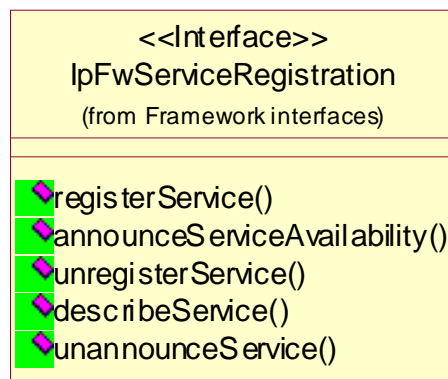 <<Interface>>
IpFwServiceRegistration
(from Framework interfaces)
registerService()
announceServiceAvailability()
unregisterService()
describeService()
unannounceService()